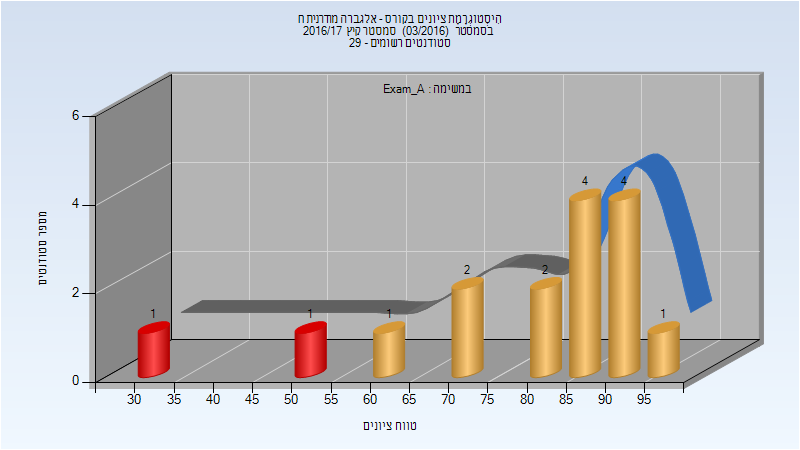 היסטוגרמת ציונים בקורס - אלגברה מודרנית ח
בסמסטר (03/2016) סמסטר קיץ 2016/17
סטודנטים רשומים - 29
במשימה : Exam_A
מספר סטודנטים
6
4
2
0
1
1
1
2
2
4
4
1
30 35 40 45 50 55 60 65 70 75 80 85 90 95
טווח ציונים